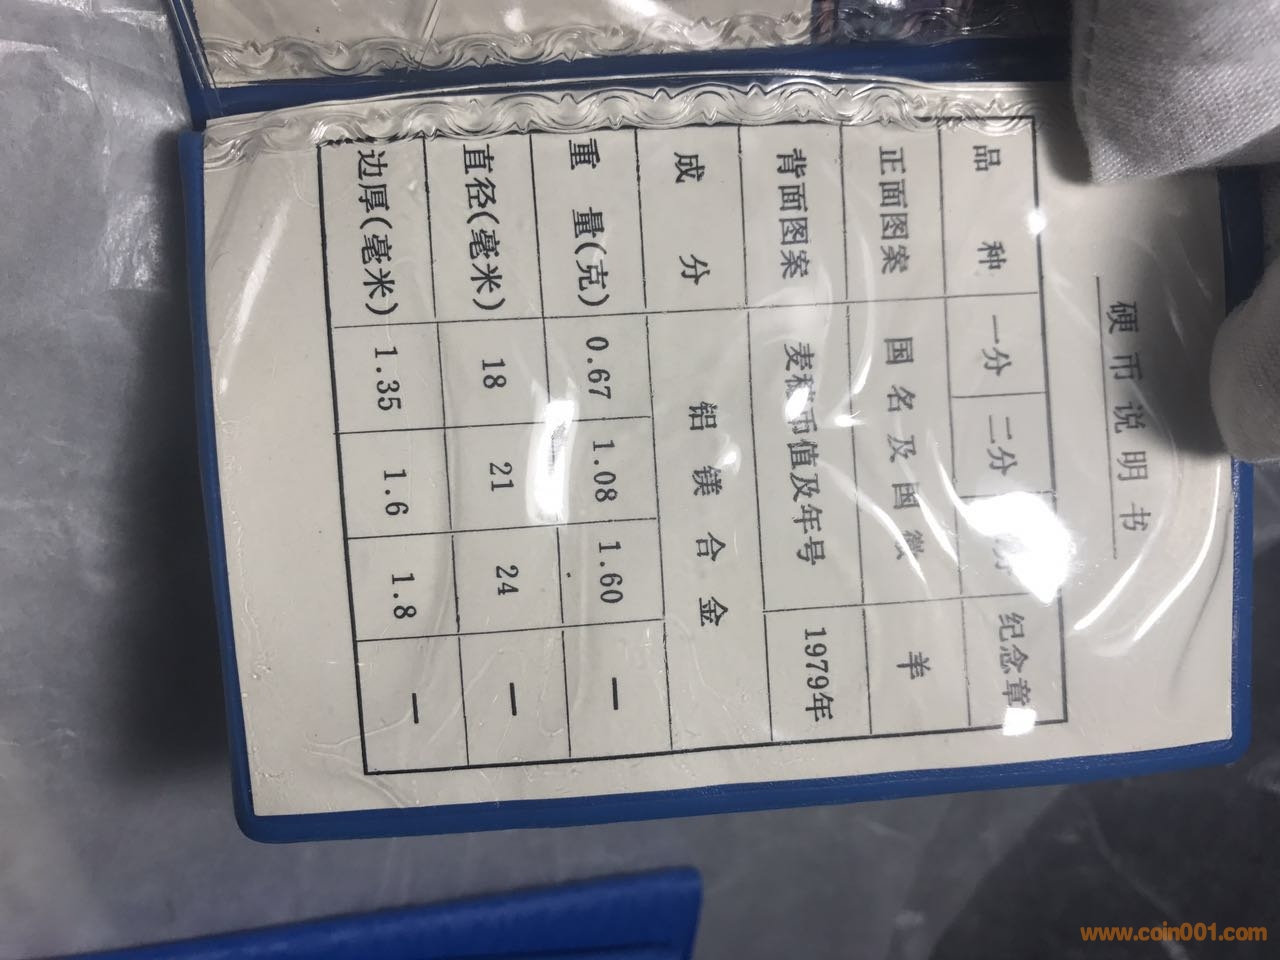 硬币说明书
品 种 一分 二分 纪念章
正面图案 国名及国徽 羊
背面图案 麦穗币值及年号 1979年
成 分 铝镁合金
重 量(克) 0.67 1.08 1.60 —
直径(毫米) 18 21 24 —
边厚(毫米) 1.35 1.6 1.8 —
www.coin001.com